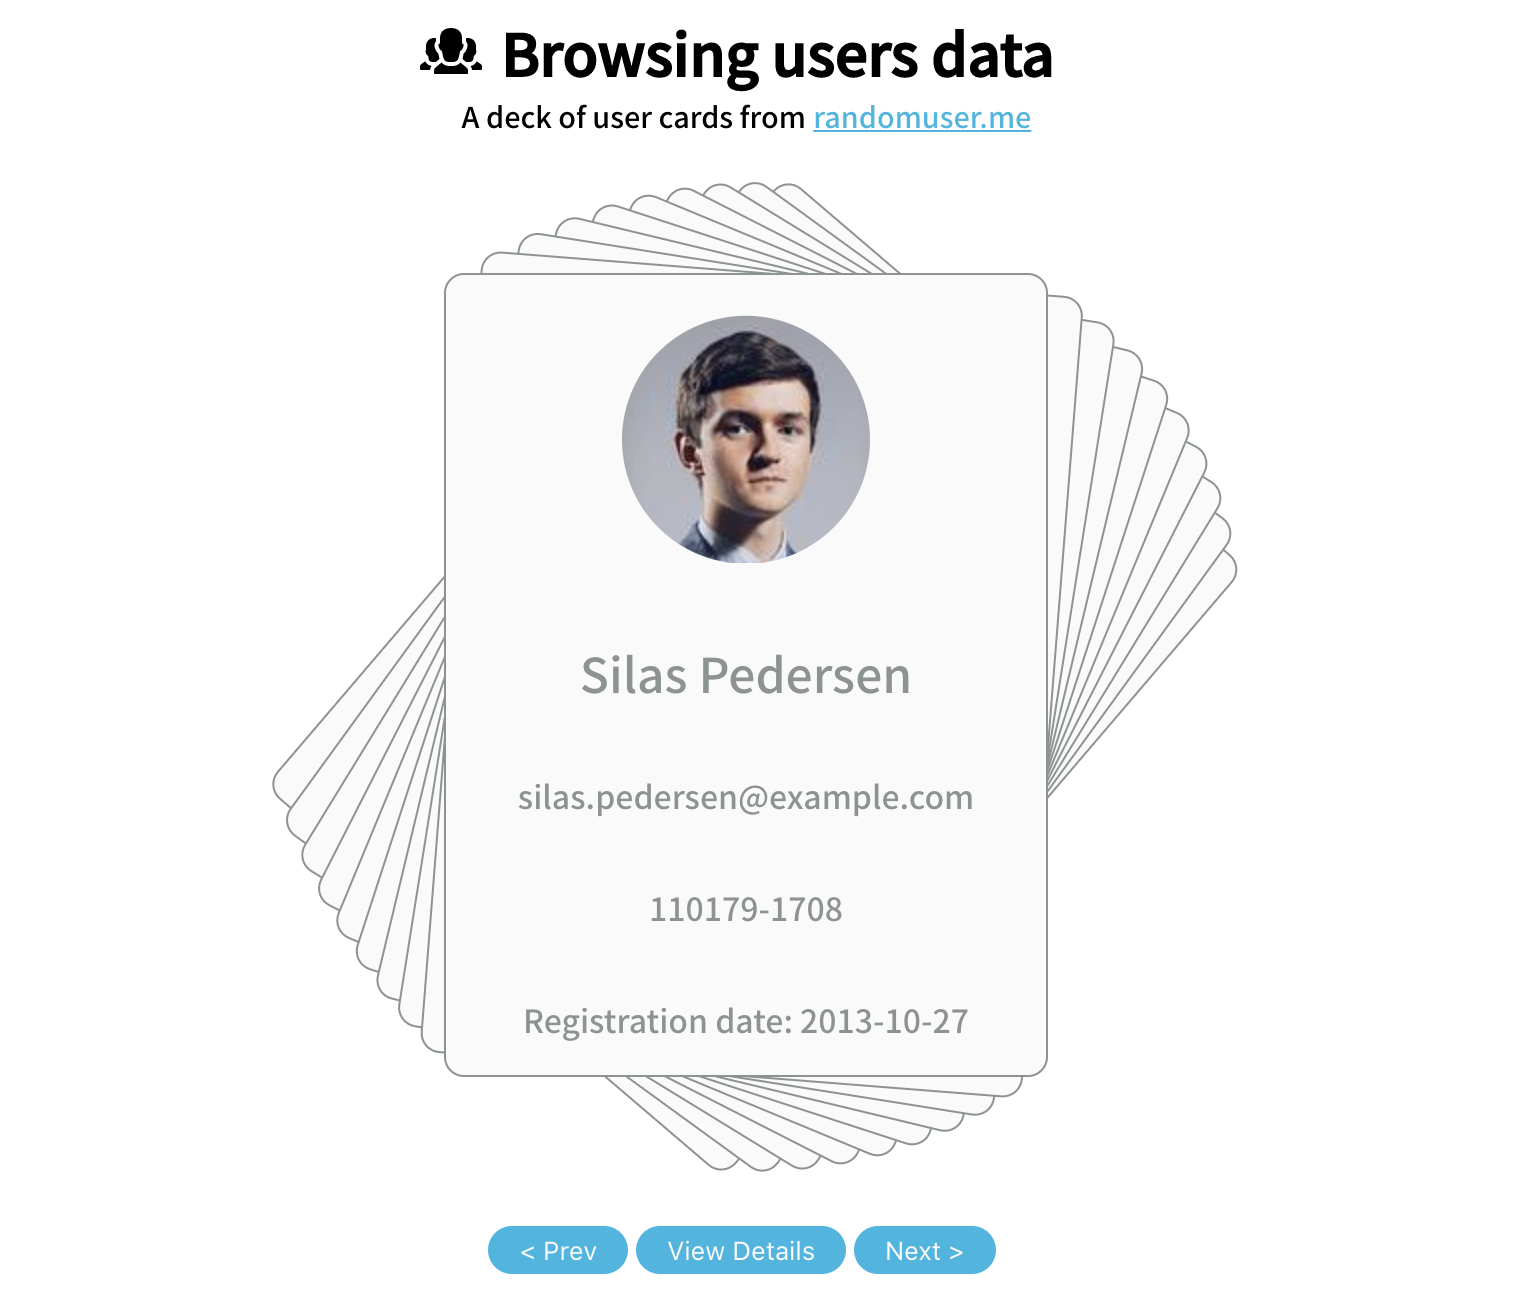 Browsing users data
A deck of user cards from randomuser.me
Silas Pedersen
silas.pedersen@example.com
110179-1708
Registration date: 2013-10-27
< Prev
View Details
Next >